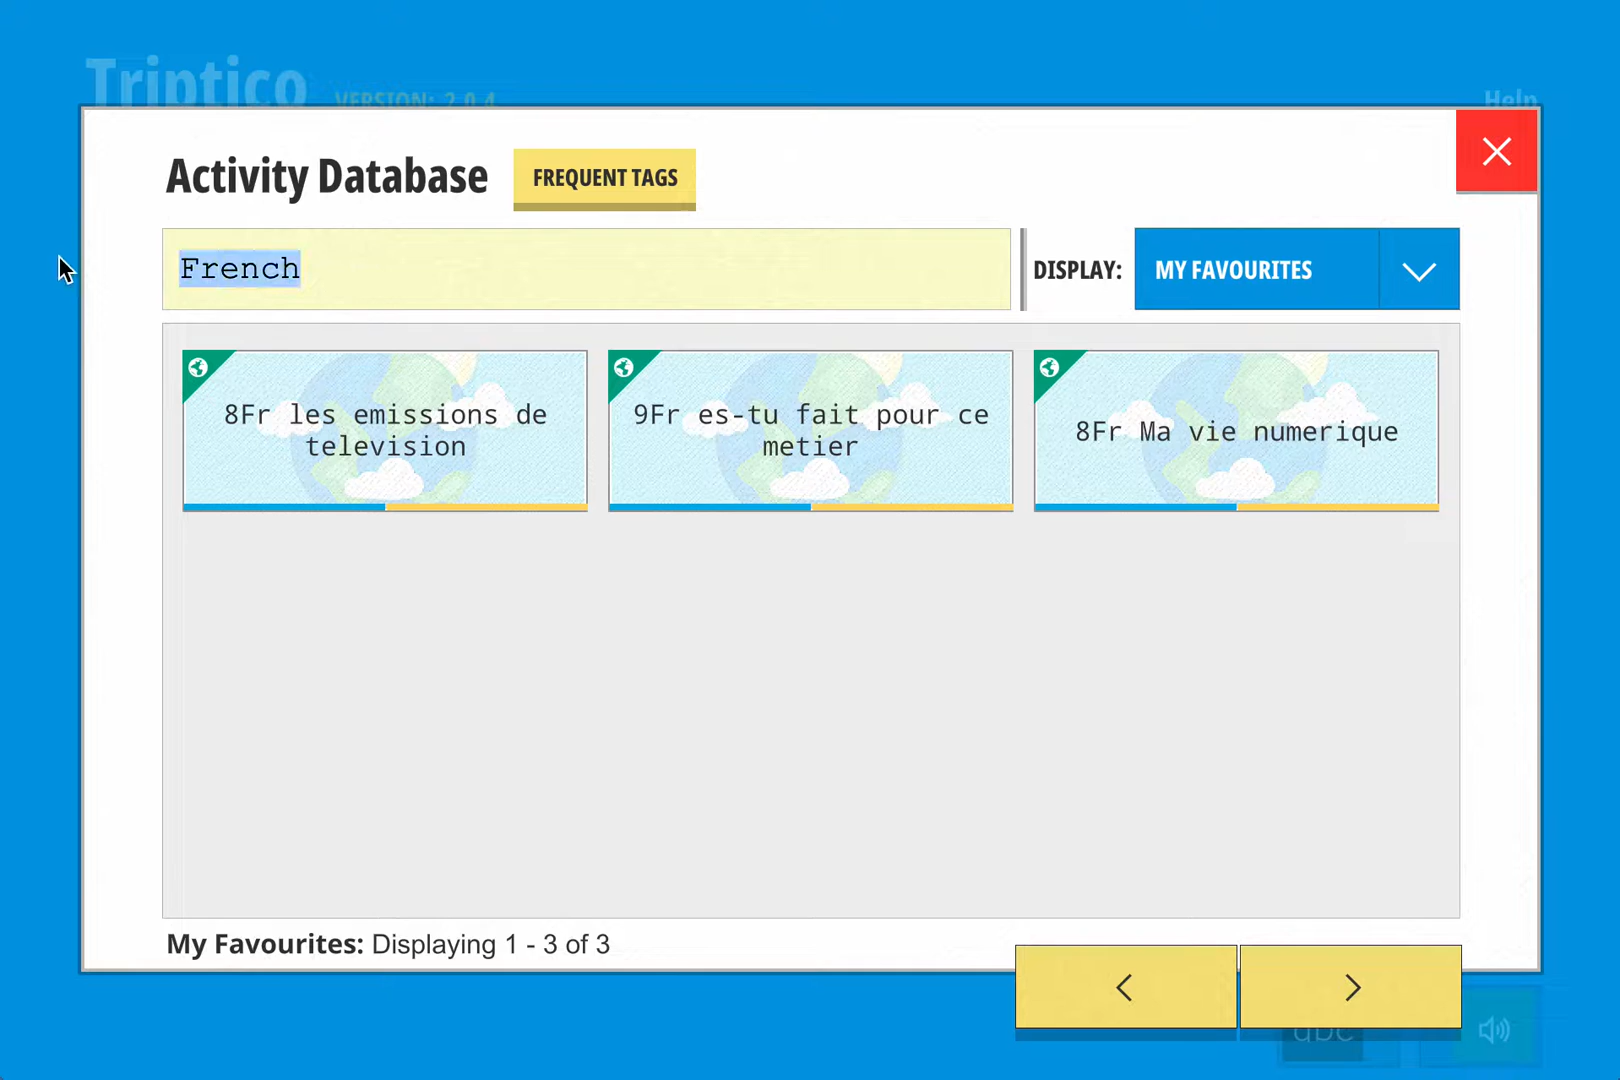 Triptico VERSION: 2.0.4
Help
Activity Database
FREQUENT TAGS
French
DISPLAY:
MY FAVOURITES
8Fr les emissions de
television
9Fr es-tu fait pour ce
metier
8Fr Ma vie numerique
My Favourites: Displaying 1 - 3 of 3
abc